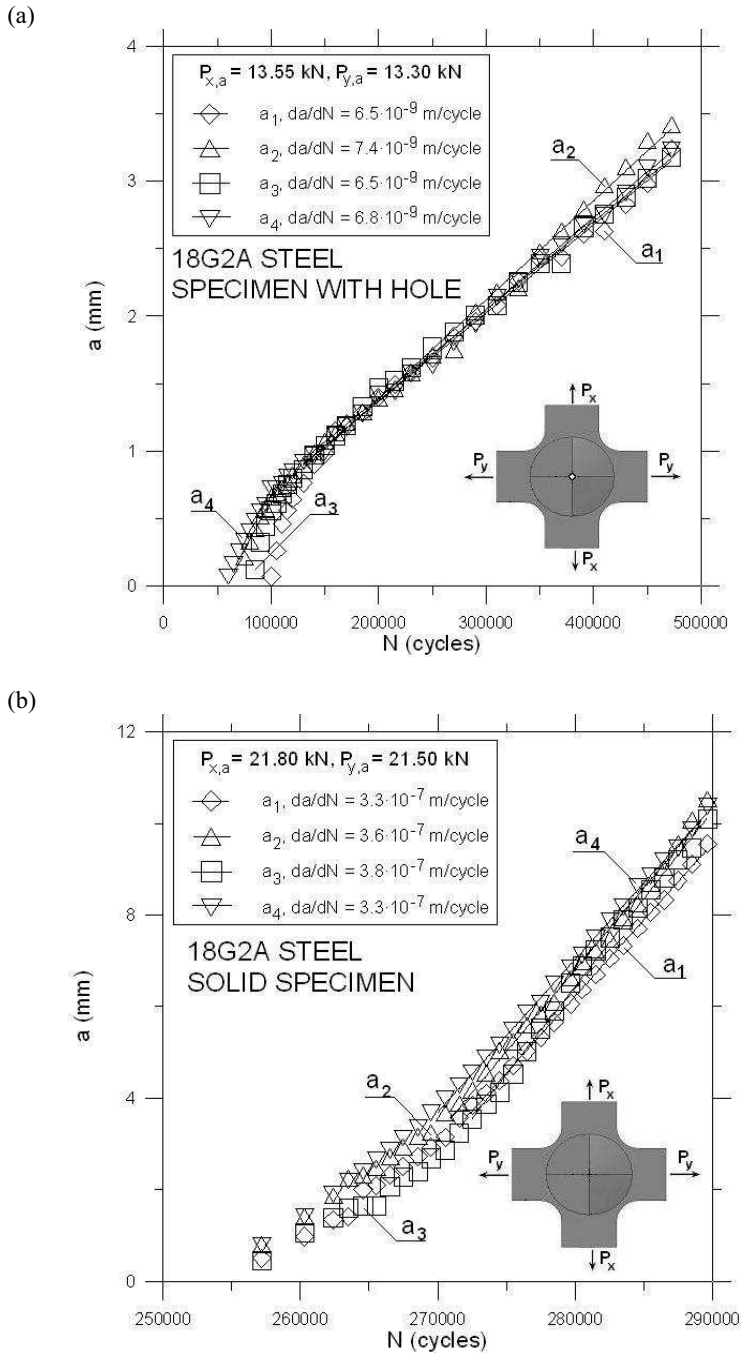 (a)
4
3
2
1
0
a (mm)
P_x,a = 13.55 kN, P_y,a = 13.30 kN
a_1, da/dN = 6.5·10^-9 m/cycle
a_2, da/dN = 7.4·10^-9 m/cycle
a_3, da/dN = 6.5·10^-9 m/cycle
a_4, da/dN = 6.8·10^-9 m/cycle
18G2A STEEL
SPECIMEN WITH HOLE
a_2
a_1
a_4
a_3
P_x
P_y P_y
P_x
0 100000 200000 300000 400000 500000
N (cycles)
(b)
12
8
4
0
a (mm)
P_x,a = 21.80 kN, P_y,a = 21.50 kN
a_1, da/dN = 3.3·10^-7 m/cycle
a_2, da/dN = 3.6·10^-7 m/cycle
a_3, da/dN = 3.8·10^-7 m/cycle
a_4, da/dN = 3.3·10^-7 m/cycle
18G2A STEEL
SOLID SPECIMEN
a_4
a_1
a_2
a_3
P_x
P_y P_y
P_x
250000 260000 270000 280000 290000
N (cycles)